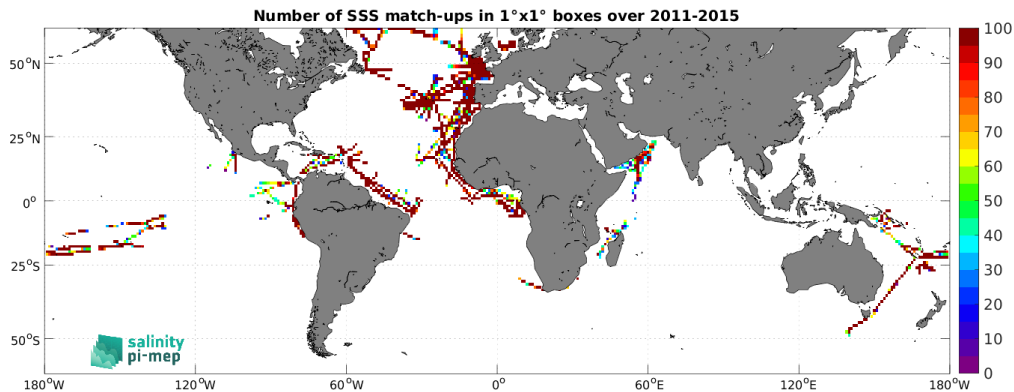 Number of SSS match-ups in 1°x1° boxes over 2011-2015
50°N
25°N
0°
25°S
50°S
180°W
120°W
60°W
0°
60°E
120°E
180°W
100
90
80
70
60
50
40
30
20
10
0
salinity
pi-mep